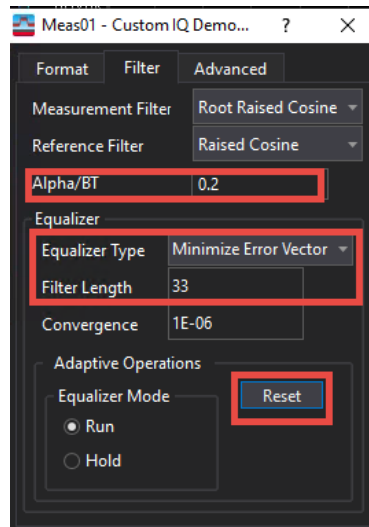 Meas01 - Custom IQ Demo... ? ×
Format Filter Advanced
Measurement Filter Root Raised Cosine
Reference Filter Raised Cosine
Alpha/BT 0.2
Equalizer
Equalizer Type Minimize Error Vector
Filter Length 33
Convergence 1E-06
Adaptive Operations
Equalizer Mode Reset
Run
Hold